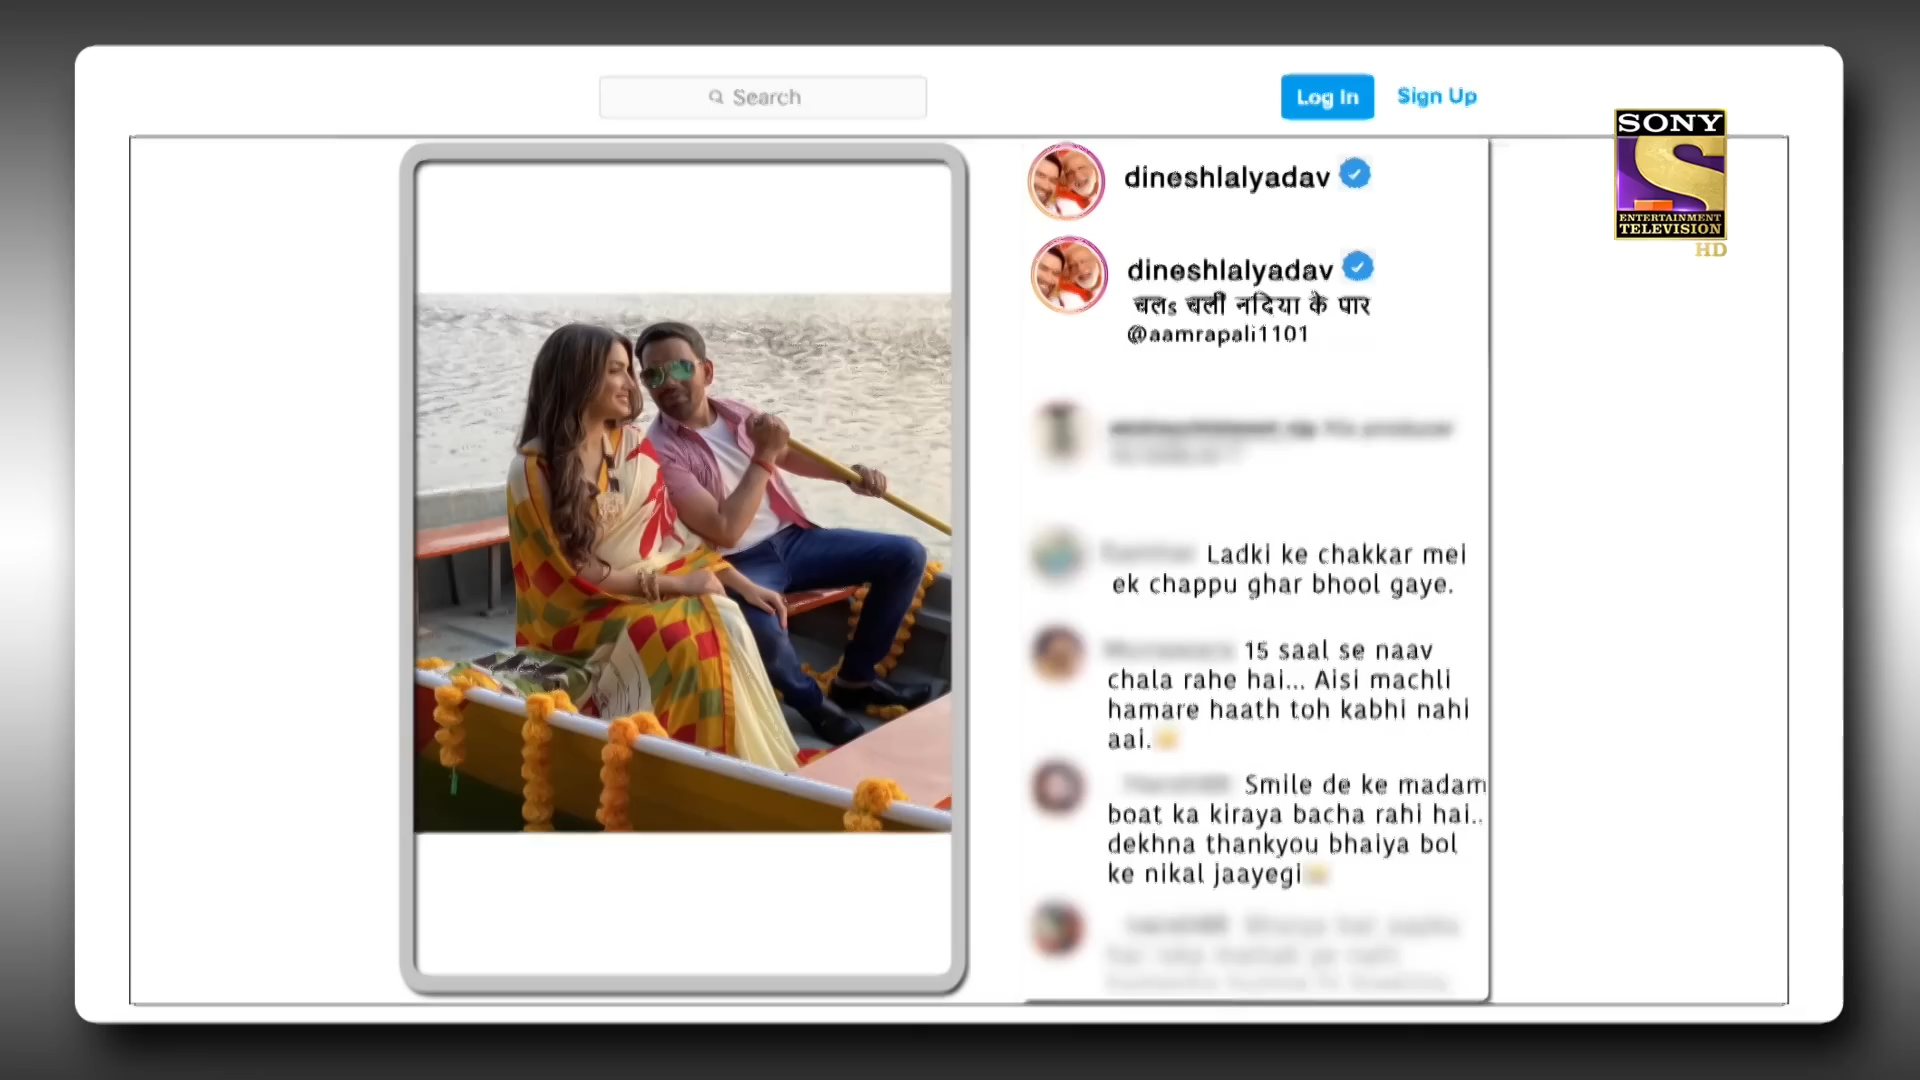 Search
Log In
Sign Up
SONY
ENTERTAINMENT
TELEVISION
HD
dineshlalyadav
dineshlalyadav
चलs चलीं नदिया के पार
@aamrapali1101
Ladki ke chakkar mei
ek chappu ghar bhool gaye.
15 saal se naav
chala rahe hai... Aisi machli
hamare haath toh kabhi nahi
aai.
Smile de ke madam
boat ka kiraya bacha rahi hai..
dekhna thankyou bhaiya bol
ke nikal jaayegi